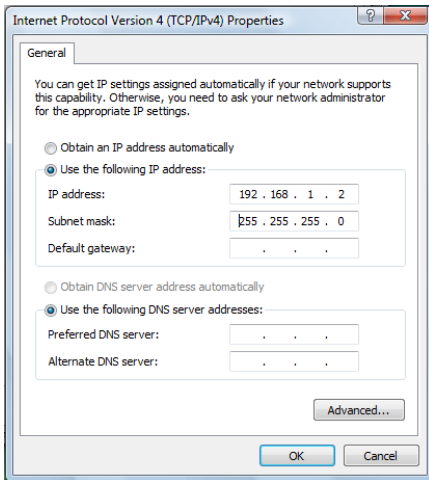 Internet Protocol Version 4 (TCP/IPv4) Properties
General
You can get IP settings assigned automatically if your network supports
this capability. Otherwise, you need to ask your network administrator
for the appropriate IP settings.
Obtain an IP address automatically
Use the following IP address:
IP address: 192 . 168 . 1 . 2
Subnet mask: 255 . 255 . 255 . 0
Default gateway: . . .
Obtain DNS server address automatically
Use the following DNS server addresses:
Preferred DNS server: . . .
Alternate DNS server: . . .
Advanced...
OK Cancel